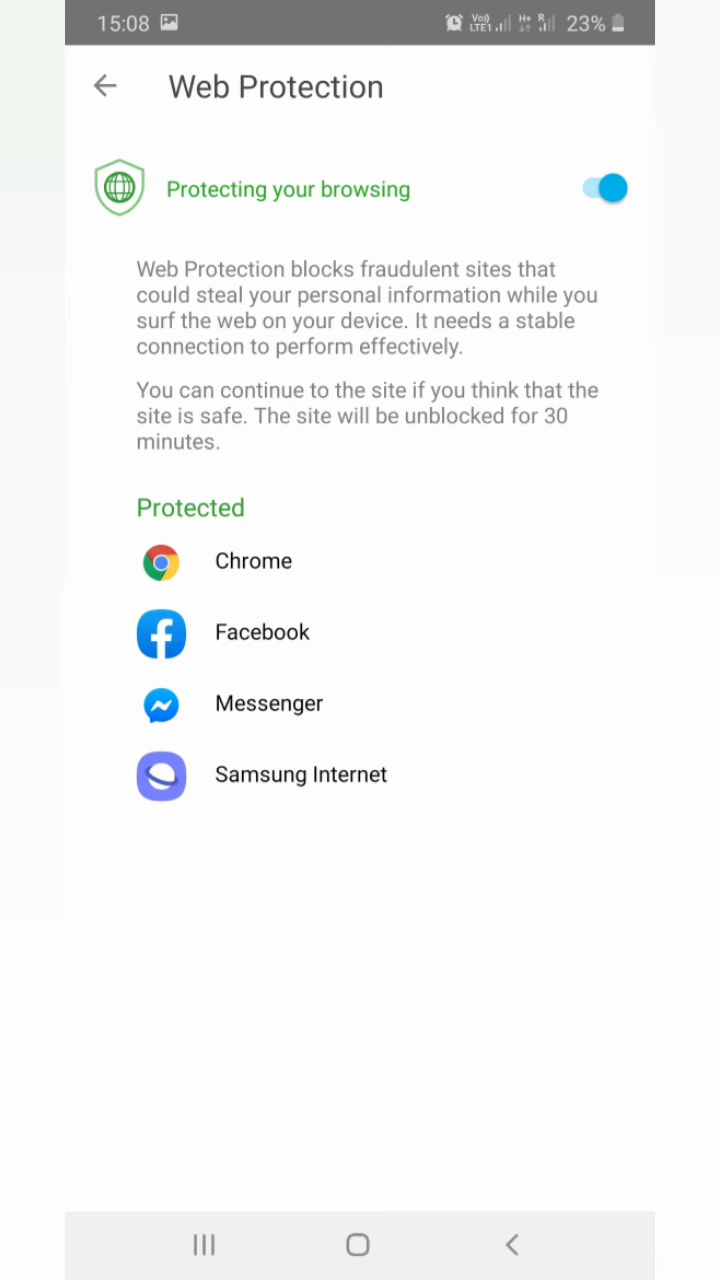 15:08 Vo) LTE1 H+ R 23%
Web Protection
Protecting your browsing
Web Protection blocks fraudulent sites that
could steal your personal information while you
surf the web on your device. It needs a stable
connection to perform effectively.
You can continue to the site if you think that the
site is safe. The site will be unblocked for 30
minutes.
Protected
Chrome
Facebook
Messenger
Samsung Internet